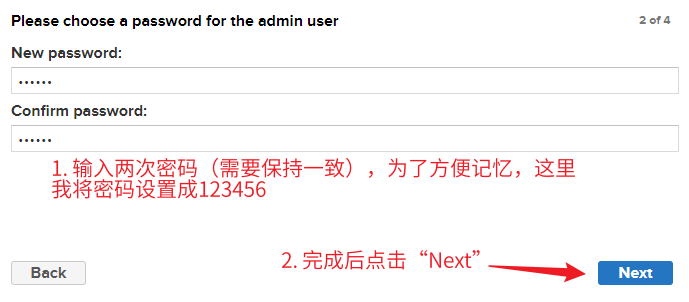 Please choose a password for the admin user
2 of 4
New password:
••••••
Confirm password:
••••••
1. 输入两次密码（需要保持一致），为了方便记忆，这里
我将密码设置成123456
2. 完成后点击“Next”
Back
Next